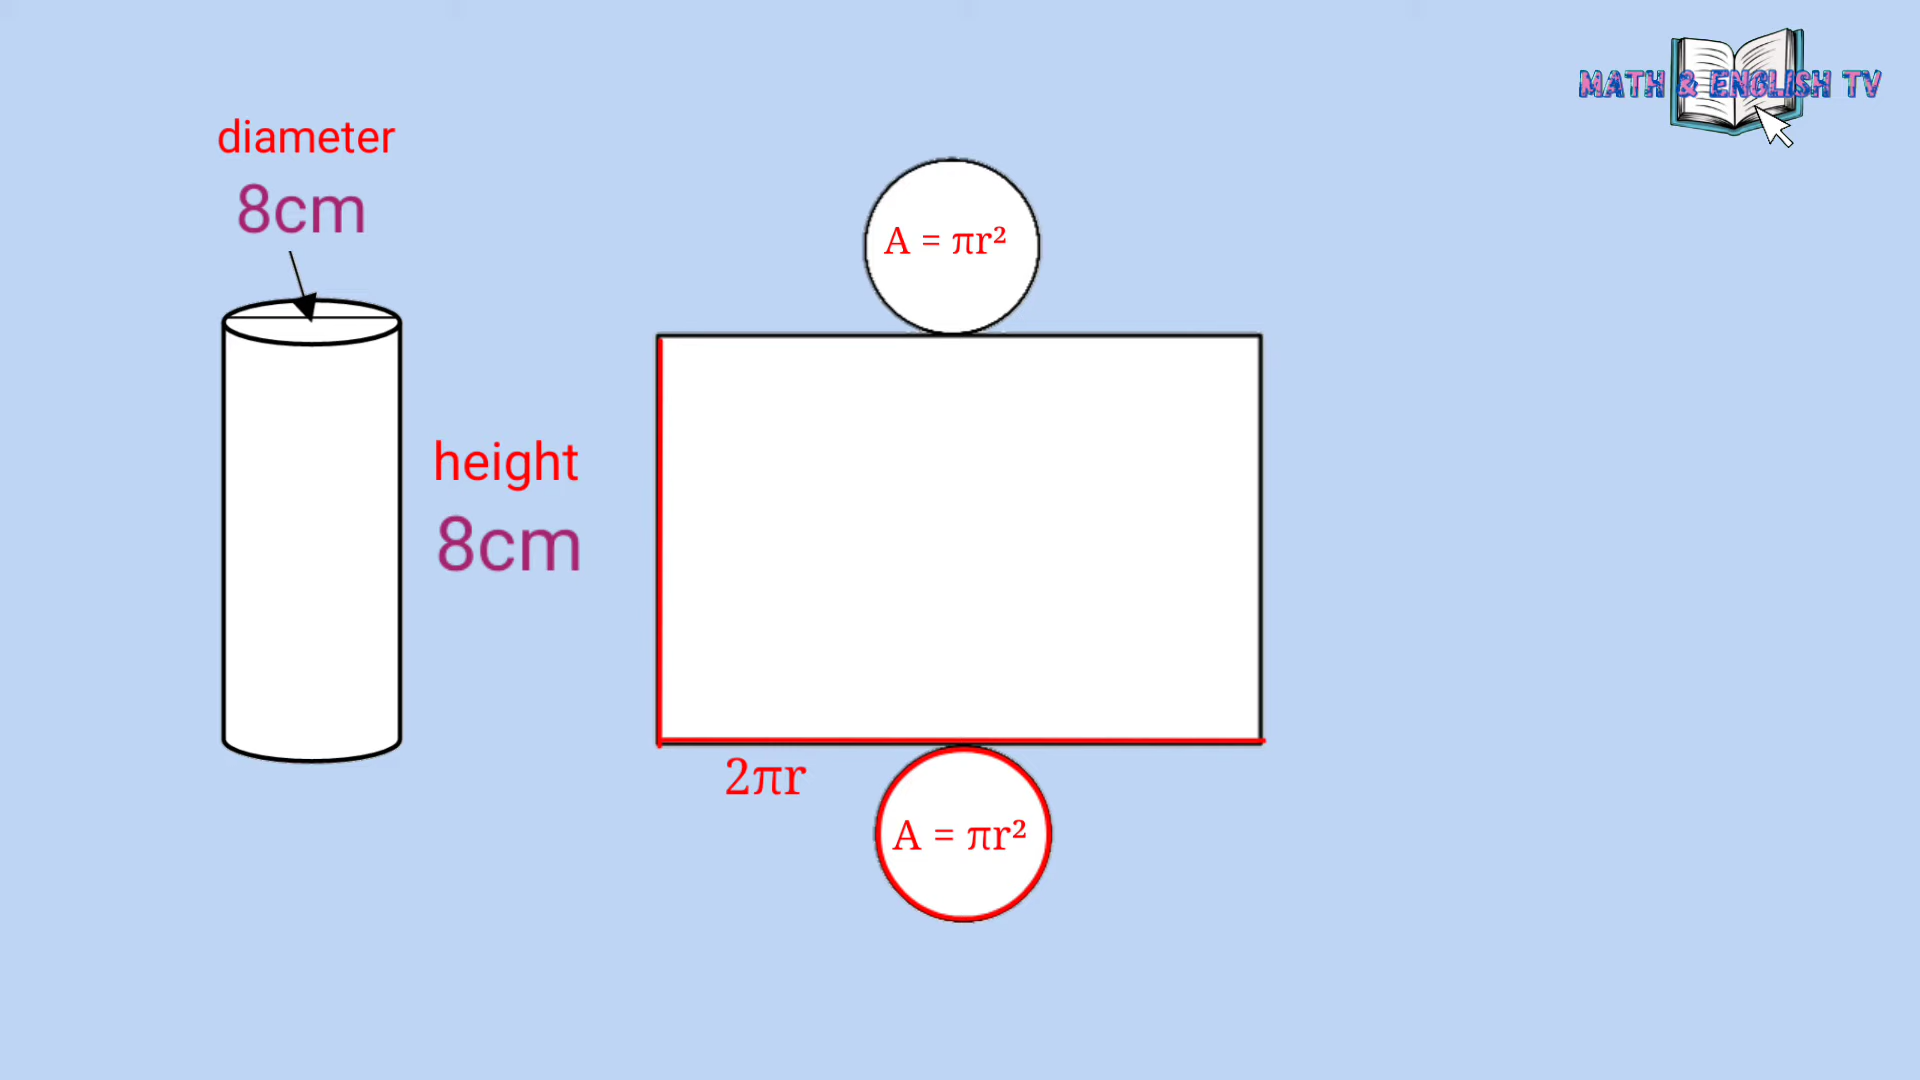 MATH & ENGLISH TV
diameter
8cm
A = πr²
height
8cm
2πr
A = πr²